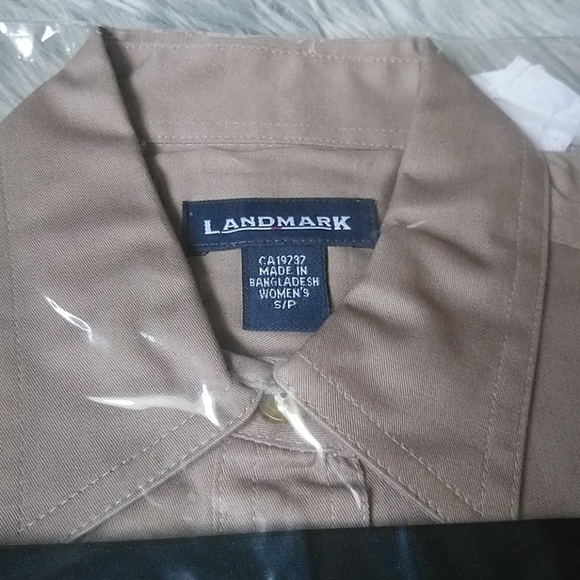 LANDMARK
CA19737
MADE IN
BANGLADESH
WOMEN'S
S/P